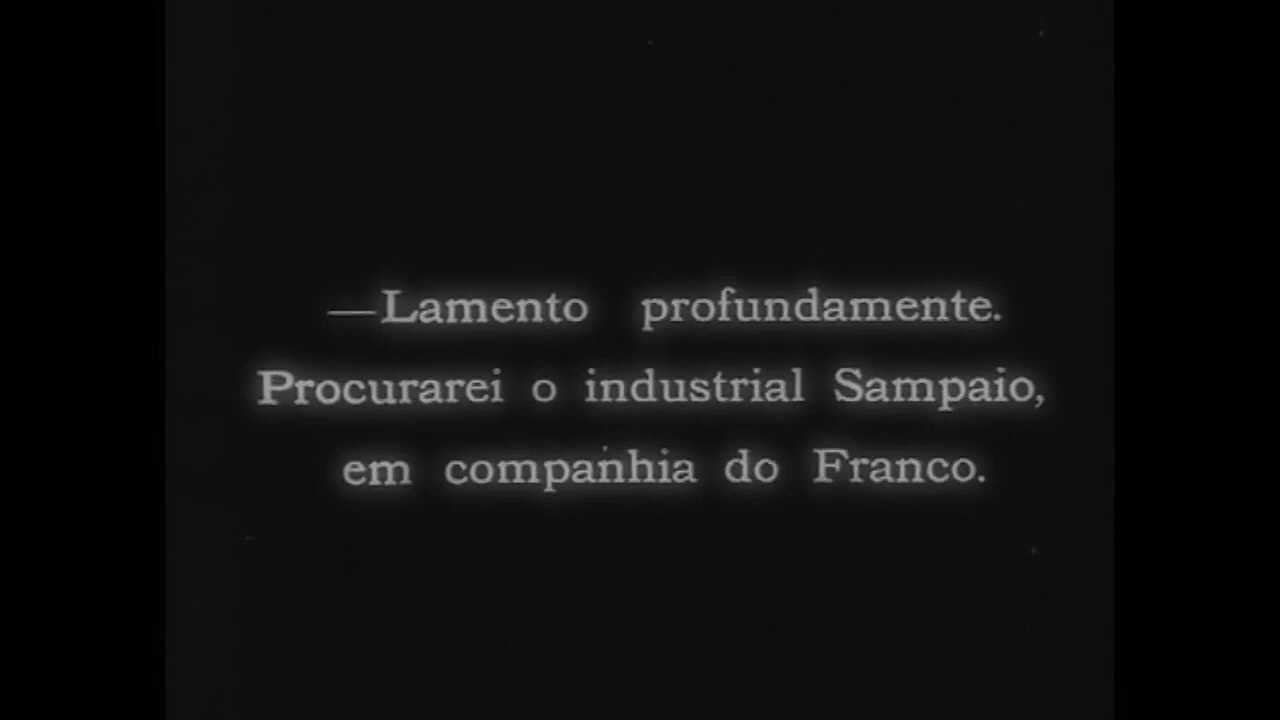 —Lamento profundamente.
Procurarei o industrial Sampaio,
em companhia do Franco.